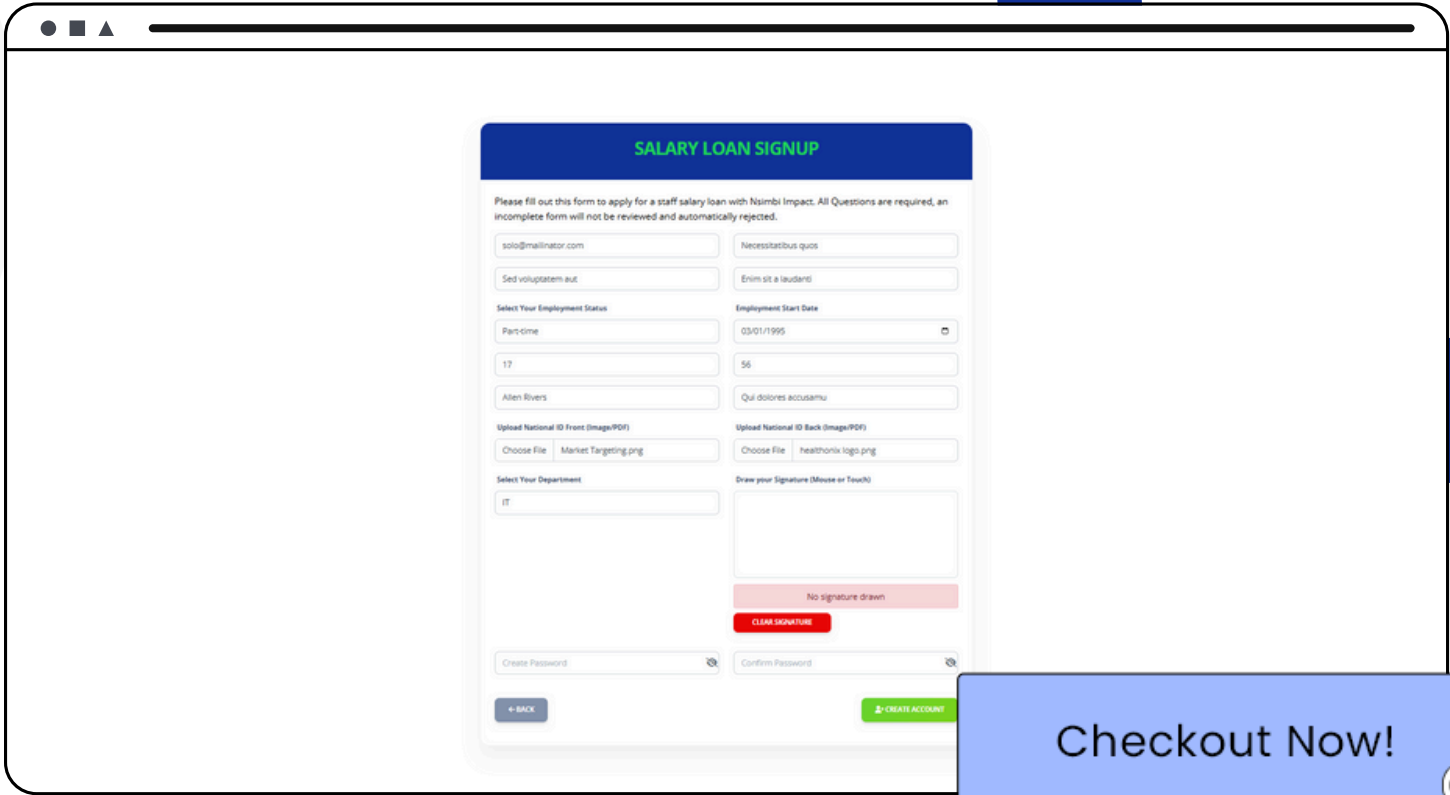 SALARY LOAN SIGNUP
Please fill out this form to apply for a staff salary loan with Nsimbi Impact. All Questions are required, an
incomplete form will not be reviewed and automatically rejected.
solo@mailinator.com
Necessitatibus quos
Sed voluptatem aut
Enim sit a laudanti
Select Your Employment Status
Employment Start Date
Part-time
03/01/1995
17
56
Allen Rivers
Qui dolores accusamu
Upload National ID Front (Image/PDF)
Upload National ID Back (Image/PDF)
Choose File Market Targeting.png
Choose File healthonix logo.png
Select Your Department
Draw your Signature (Mouse or Touch)
IT
No signature drawn
CLEAR SIGNATURE
Create Password
Confirm Password
BACK
CREATE ACCOUNT
Checkout Now!